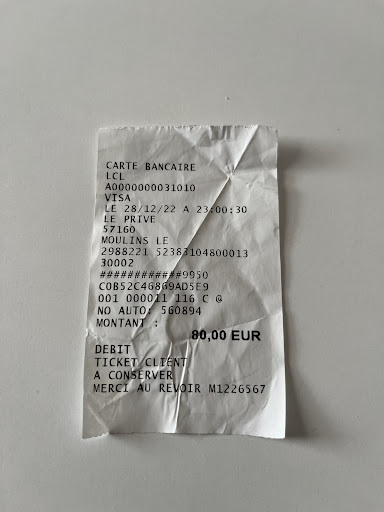 CARTE BANCAIRE
LCL
A0000000031010
VISA
LE 28/12/22 A 23:00:30
LE PRIVE
57160
MOULINS LE
2988221 52383104800013
30002
############9950
C0B52C46869AD5E9
001 000011 116 C @
NO AUTO: 560894
MONTANT :
80,00 EUR
DEBIT
TICKET CLIENT
A CONSERVER
MERCI AU REVOIR M1226567